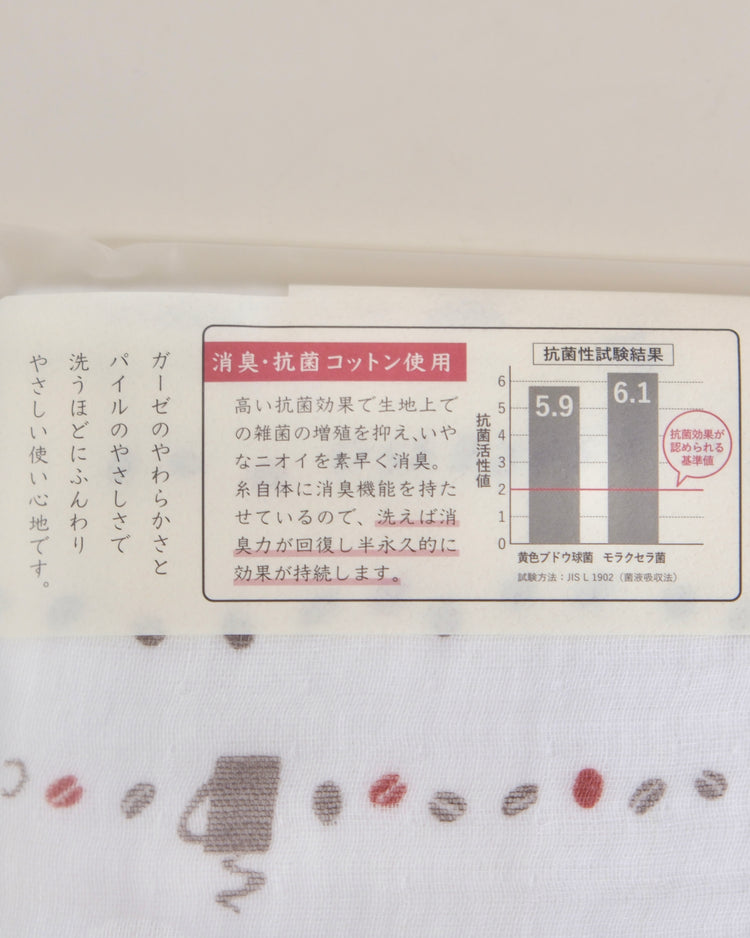 ガーゼのやわらかさと
パイルのやさしさで
洗うほどにふんわり
やさしい使い心地です。
消臭・抗菌コットン使用
高い抗菌効果で生地上で
の雑菌の増殖を抑え、いや
なニオイを素早く消臭。
糸自体に消臭機能を持た
せているので、洗えば消
臭力が回復し半永久的に
効果が持続します。
抗菌性試験結果
抗菌活性値
6
5
4
3
2
1
0
5.9
6.1
抗菌効果が
認められる
基準値
黄色ブドウ球菌 モラクセラ菌
試験方法：JIS L 1902（菌液吸収法）